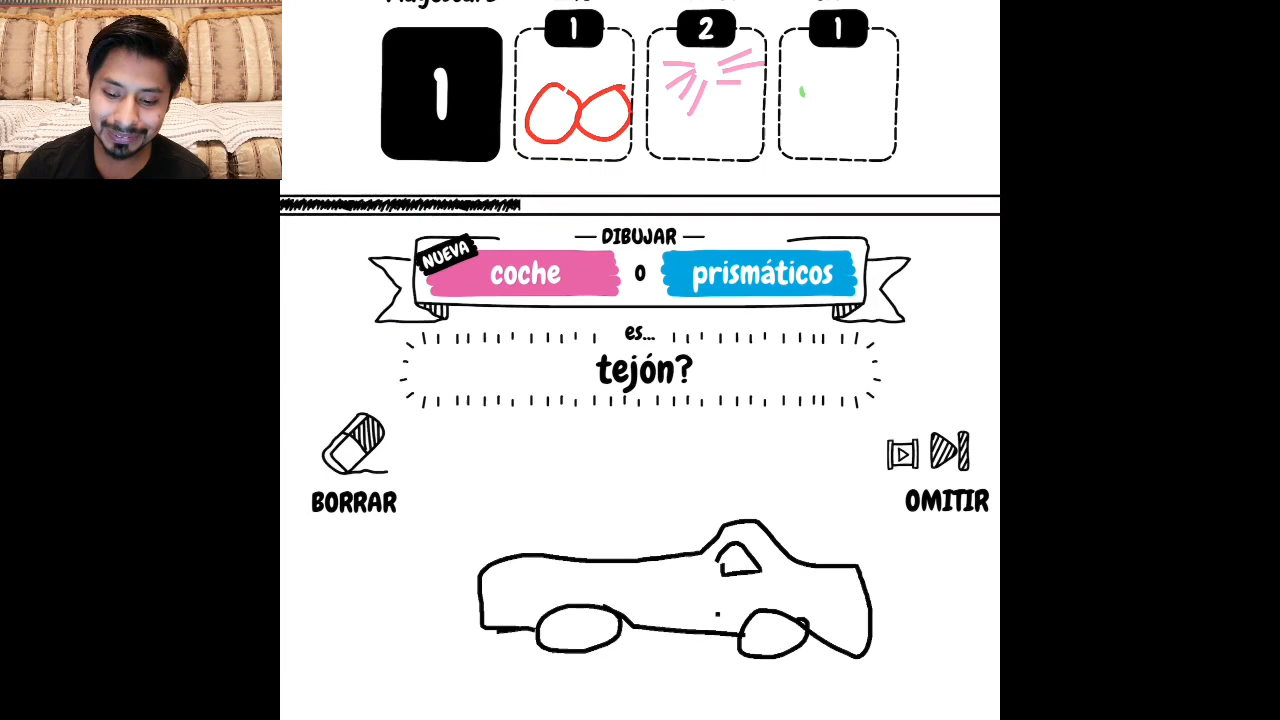 1 2 1
1
DIBUJAR
NUEVA
coche o prismáticos
es...
tejón?
BORRAR
OMITIR